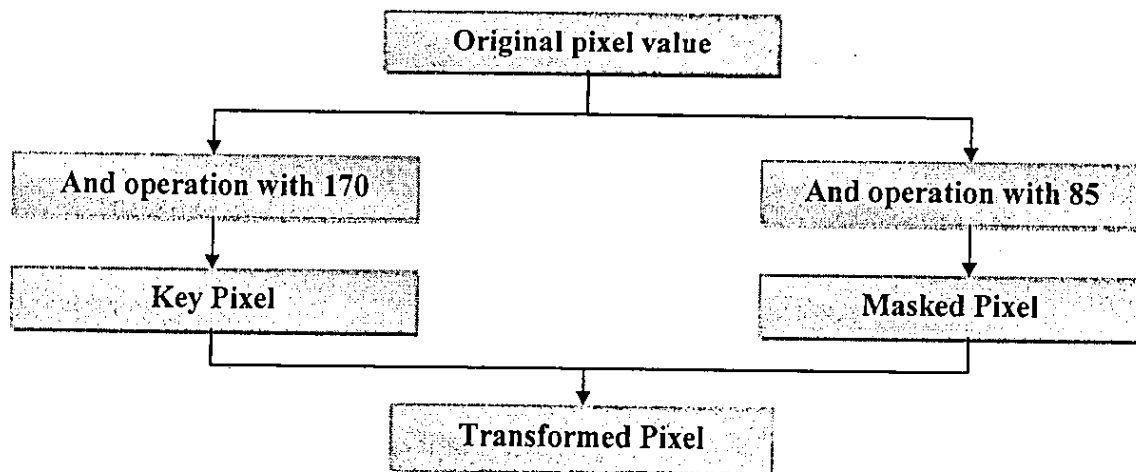 Original pixel value
And operation with 170
And operation with 85
Key Pixel
Masked Pixel
Transformed Pixel